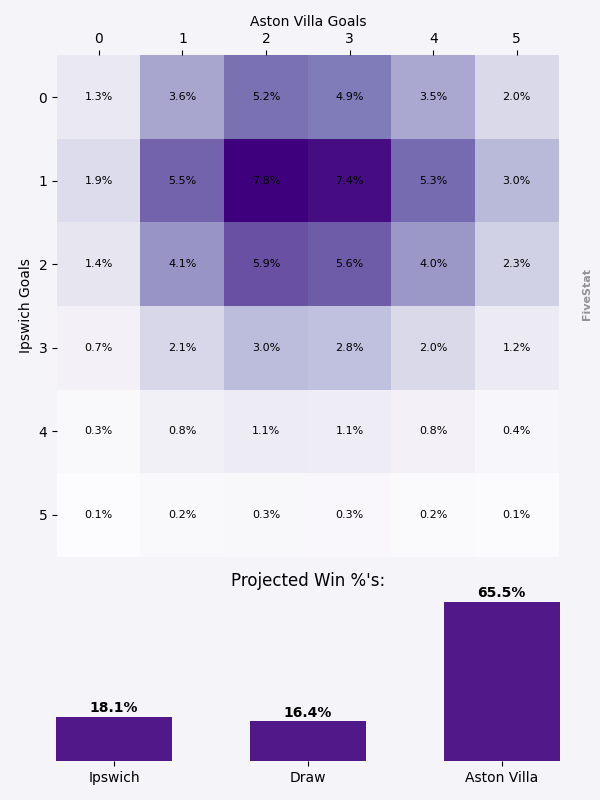 Aston Villa Goals
0 1 2 3 4 5
0 1.3% 3.6% 5.2% 4.9% 3.5% 2.0%
1 1.9% 5.5% 7.8% 7.4% 5.3% 3.0%
2 1.4% 4.1% 5.9% 5.6% 4.0% 2.3%
3 0.7% 2.1% 3.0% 2.8% 2.0% 1.2%
4 0.3% 0.8% 1.1% 1.1% 0.8% 0.4%
5 0.1% 0.2% 0.3% 0.3% 0.2% 0.1%
Ipswich Goals
FiveStat
Projected Win %'s:
18.1% 16.4% 65.5%
Ipswich Draw Aston Villa